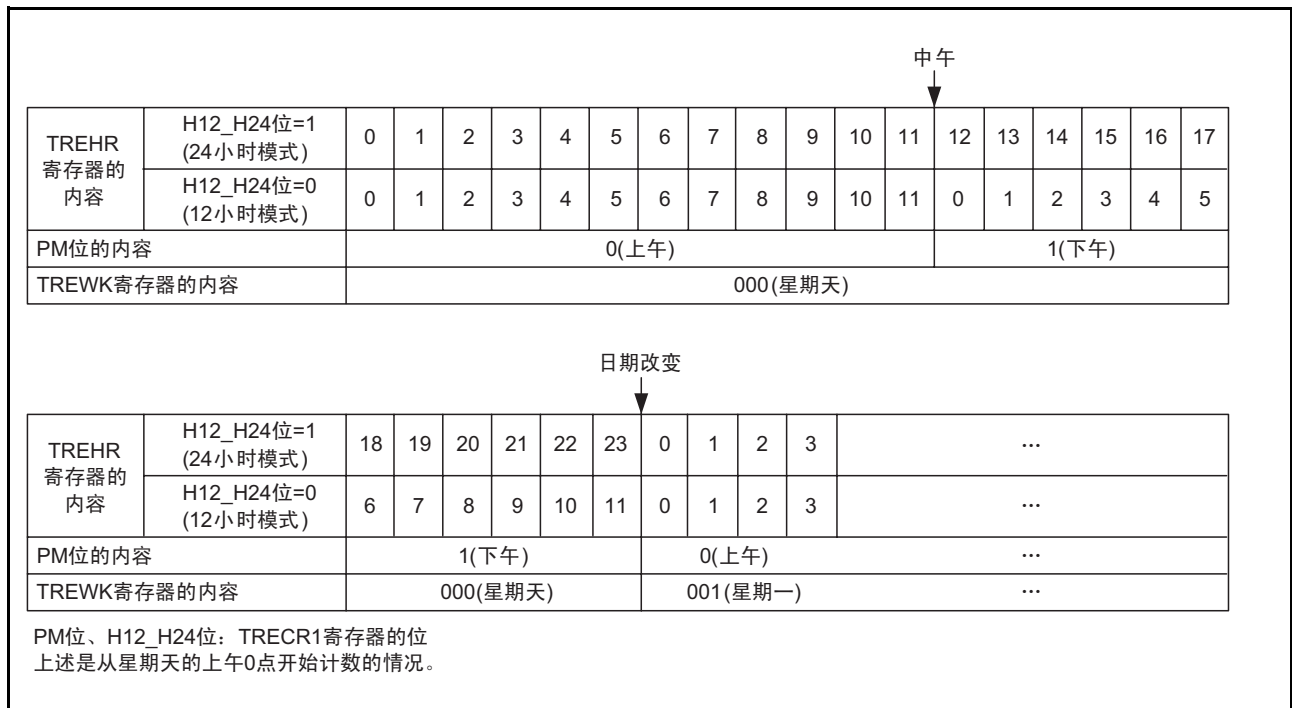 中午
TREHR
寄存器的
内容
H12_H24位=1
(24小时模式)
0 1 2 3 4 5 6 7 8 9 10 11 12 13 14 15 16 17
H12_H24位=0
(12小时模式)
0 1 2 3 4 5 6 7 8 9 10 11 0 1 2 3 4 5
PM位的内容 0(上午) 1(下午)
TREWK寄存器的内容 000(星期天)
日期改变
TREHR
寄存器的
内容
H12_H24位=1
(24小时模式)
18 19 20 21 22 23 0 1 2 3 …
H12_H24位=0
(12小时模式)
6 7 8 9 10 11 0 1 2 3 …
PM位的内容 1(下午) 0(上午) …
TREWK寄存器的内容 000(星期天) 001(星期一) …
PM位、H12_H24位：TRECR1寄存器的位
上述是从星期天的上午0点开始计数的情况。